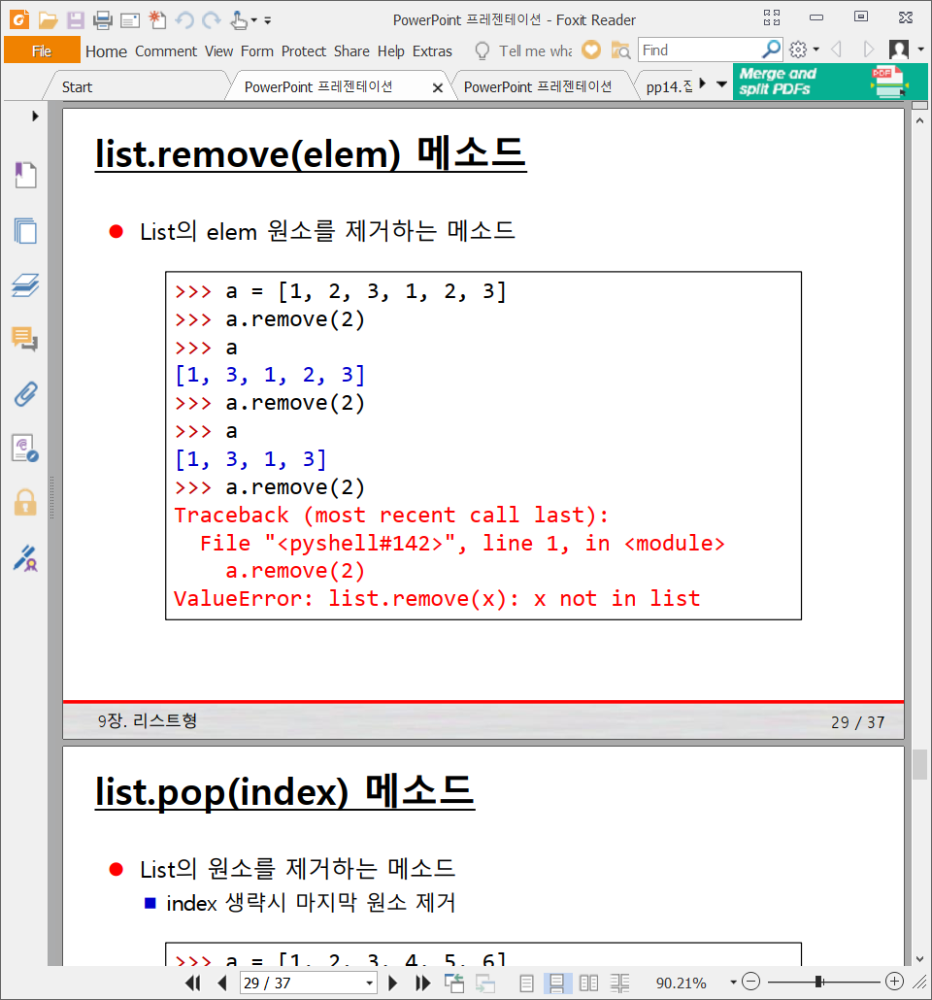 PowerPoint 프레젠테이션 - Foxit Reader
File Home Comment View Form Protect Share Help Extras Tell me wha Find
Start PowerPoint 프레젠테이션 PowerPoint 프레젠테이션 pp14.집 Merge and split PDFs PDF
list.remove(elem) 메소드
List의 elem 원소를 제거하는 메소드
>>> a = [1, 2, 3, 1, 2, 3]
>>> a.remove(2)
>>> a
[1, 3, 1, 2, 3]
>>> a.remove(2)
>>> a
[1, 3, 1, 3]
>>> a.remove(2)
Traceback (most recent call last):
  File "<pyshell#142>", line 1, in <module>
    a.remove(2)
ValueError: list.remove(x): x not in list
9장. 리스트형 29 / 37
list.pop(index) 메소드
List의 원소를 제거하는 메소드
index 생략시 마지막 원소 제거
>>> a = [1, 2, 3, 4, 5, 6]
29 / 37 90.21%